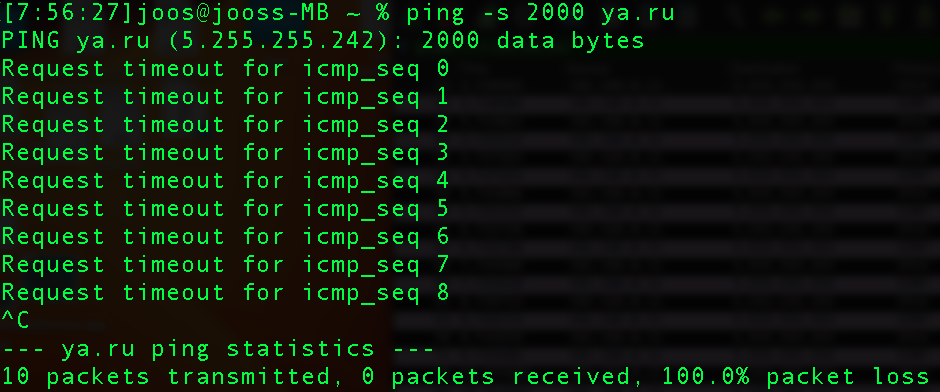 [7:56:27]joos@jooss-MB ~ % ping -s 2000 ya.ru
PING ya.ru (5.255.255.242): 2000 data bytes
Request timeout for icmp_seq 0
Request timeout for icmp_seq 1
Request timeout for icmp_seq 2
Request timeout for icmp_seq 3
Request timeout for icmp_seq 4
Request timeout for icmp_seq 5
Request timeout for icmp_seq 6
Request timeout for icmp_seq 7
Request timeout for icmp_seq 8
^C
--- ya.ru ping statistics ---
10 packets transmitted, 0 packets received, 100.0% packet loss